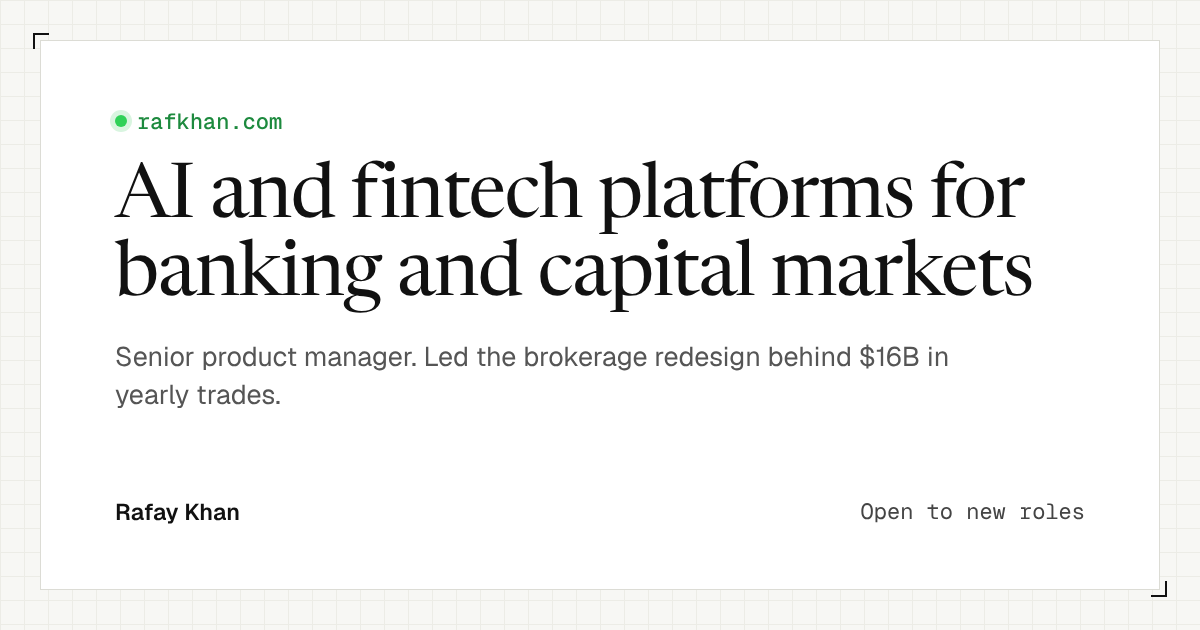 rafkhan.com
AI and fintech platforms for
banking and capital markets
Senior product manager. Led the brokerage redesign behind $16B in
yearly trades.
Rafay Khan
Open to new roles